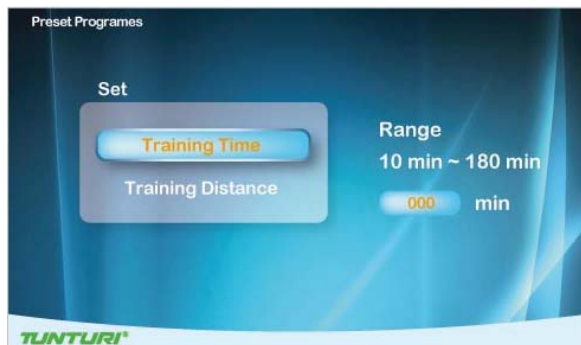 Preset Programes
Set
Training Time
Training Distance
Range
10 min ~ 180 min
000 min
TUNTURI®